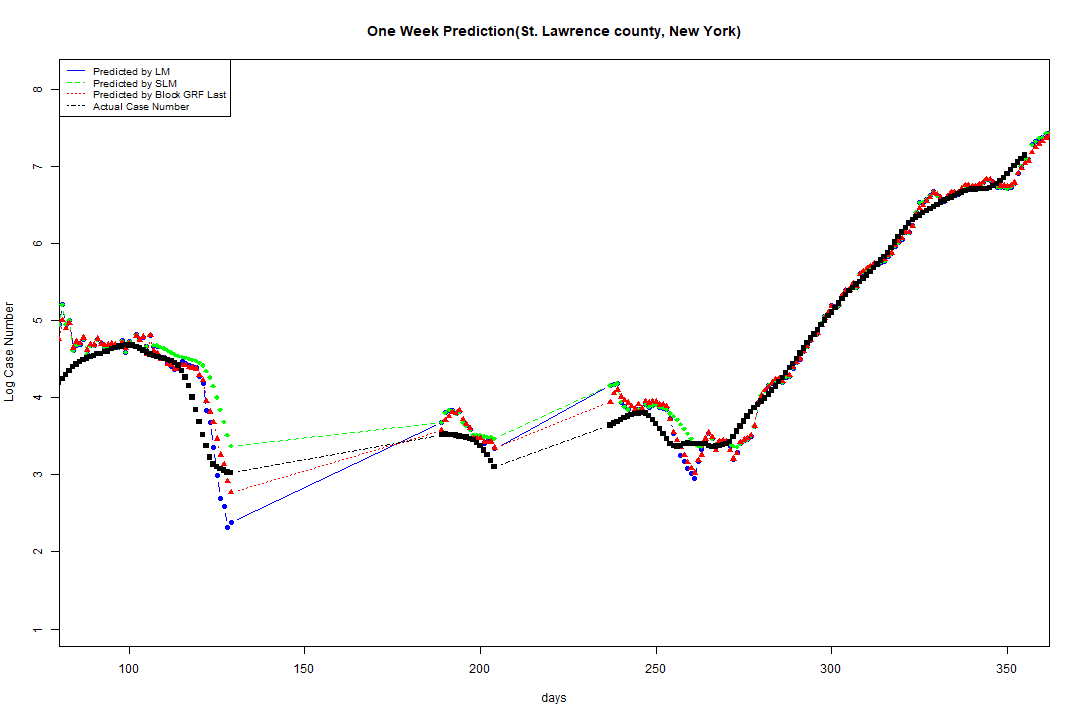 One Week Prediction(St. Lawrence county, New York)
Predicted by LM
Predicted by SLM
Predicted by Block GRF Last
Actual Case Number
8
7
6
5
4
3
2
1
Log Case Number
100
150
200
250
300
350
days